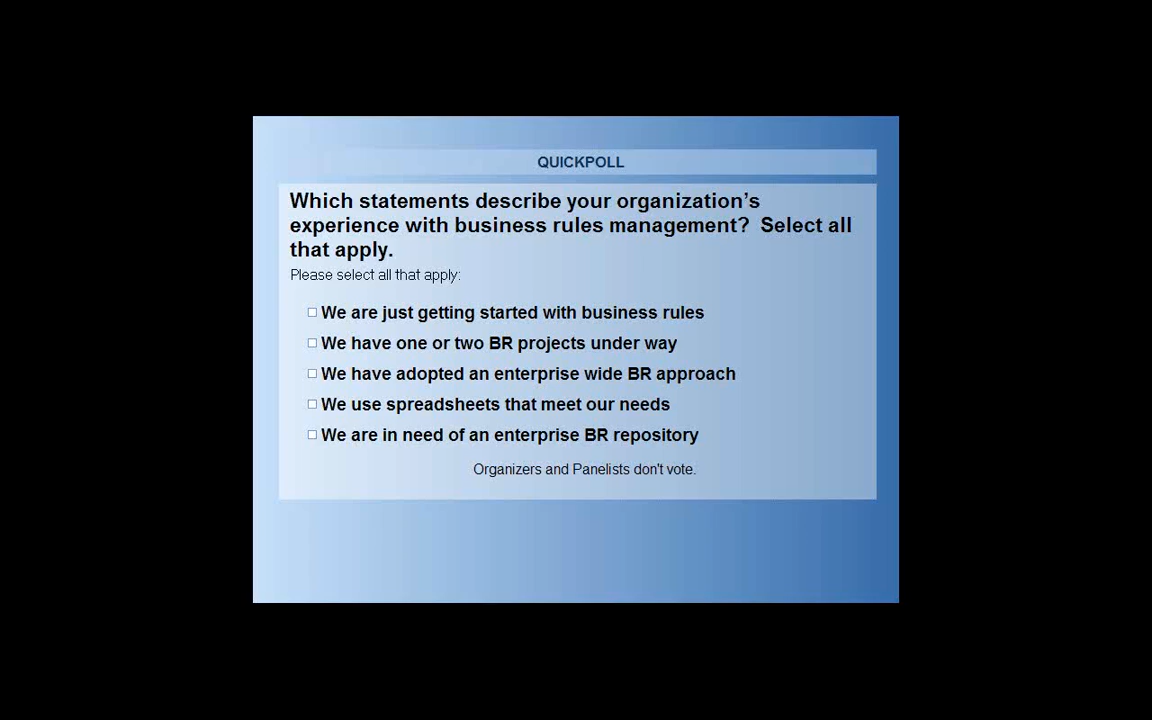 QUICKPOLL
Which statements describe your organization’s
experience with business rules management?  Select all
that apply.
Please select all that apply:
We are just getting started with business rules
We have one or two BR projects under way
We have adopted an enterprise wide BR approach
We use spreadsheets that meet our needs
We are in need of an enterprise BR repository
Organizers and Panelists don't vote.